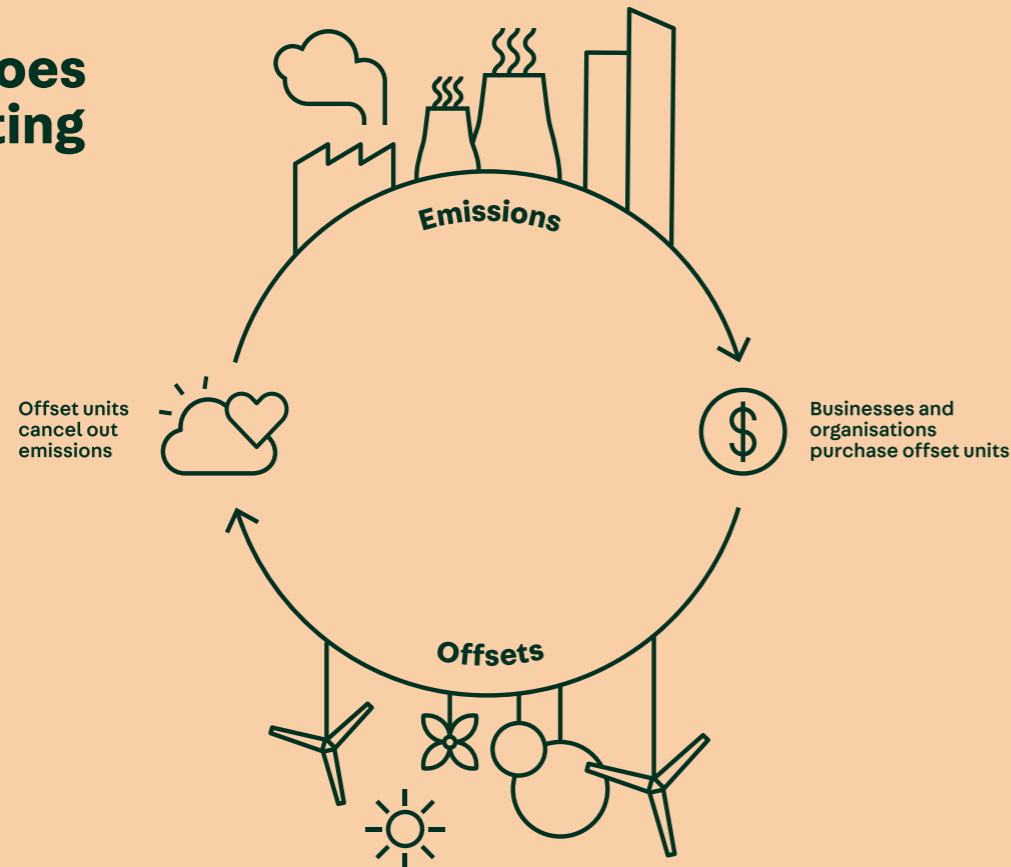 oes
ting
Emissions
Offset units
cancel out
emissions
$
Businesses and
organisations
purchase offset units
Offsets